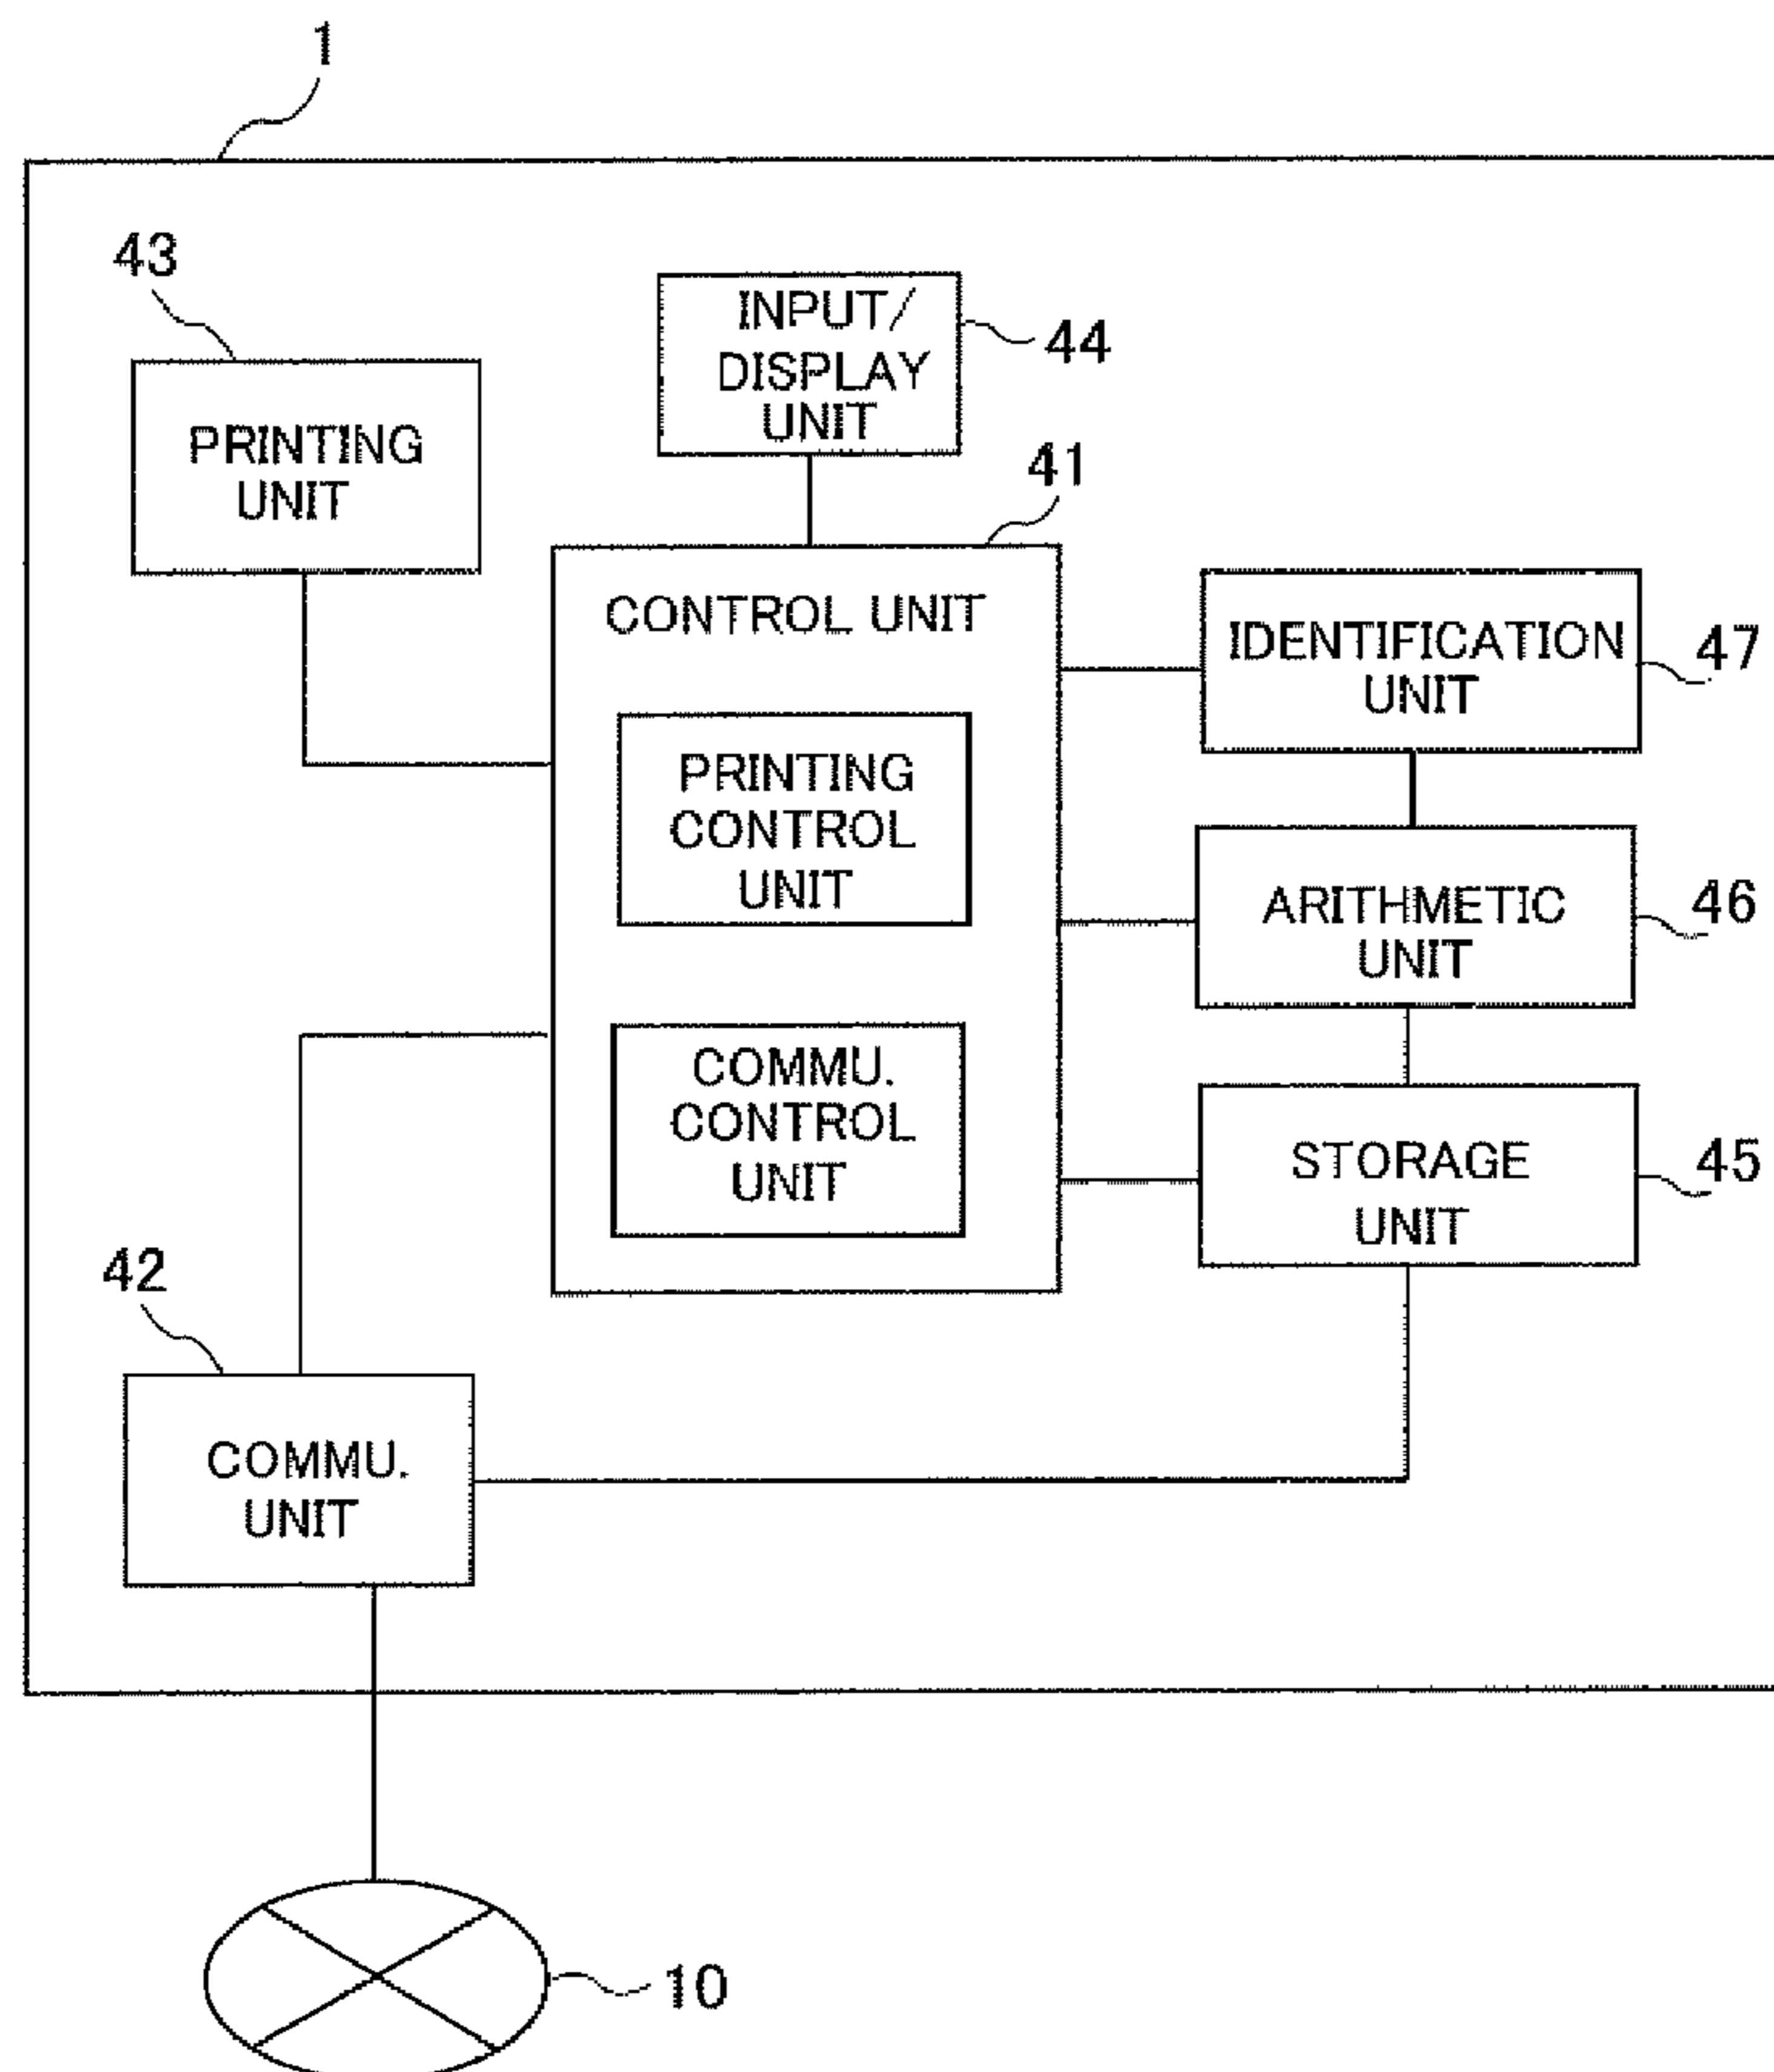 1
43
PRINTING
UNIT
INPUT/
DISPLAY
UNIT
44
41
CONTROL UNIT
PRINTING
CONTROL
UNIT
COMMU.
CONTROL
UNIT
IDENTIFICATION
UNIT
47
ARITHMETIC
UNIT
46
STORAGE
UNIT
45
42
COMMU.
UNIT
10